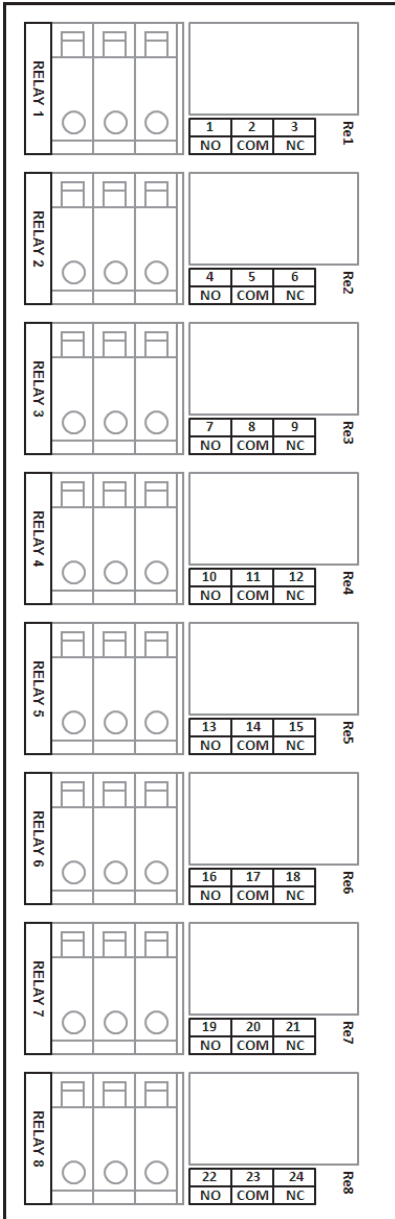 RELAY 1
1 2 3
NO COM NC
Re1
RELAY 2
4 5 6
NO COM NC
Re2
RELAY 3
7 8 9
NO COM NC
Re3
RELAY 4
10 11 12
NO COM NC
Re4
RELAY 5
13 14 15
NO COM NC
Re5
RELAY 6
16 17 18
NO COM NC
Re6
RELAY 7
19 20 21
NO COM NC
Re7
RELAY 8
22 23 24
NO COM NC
Re8